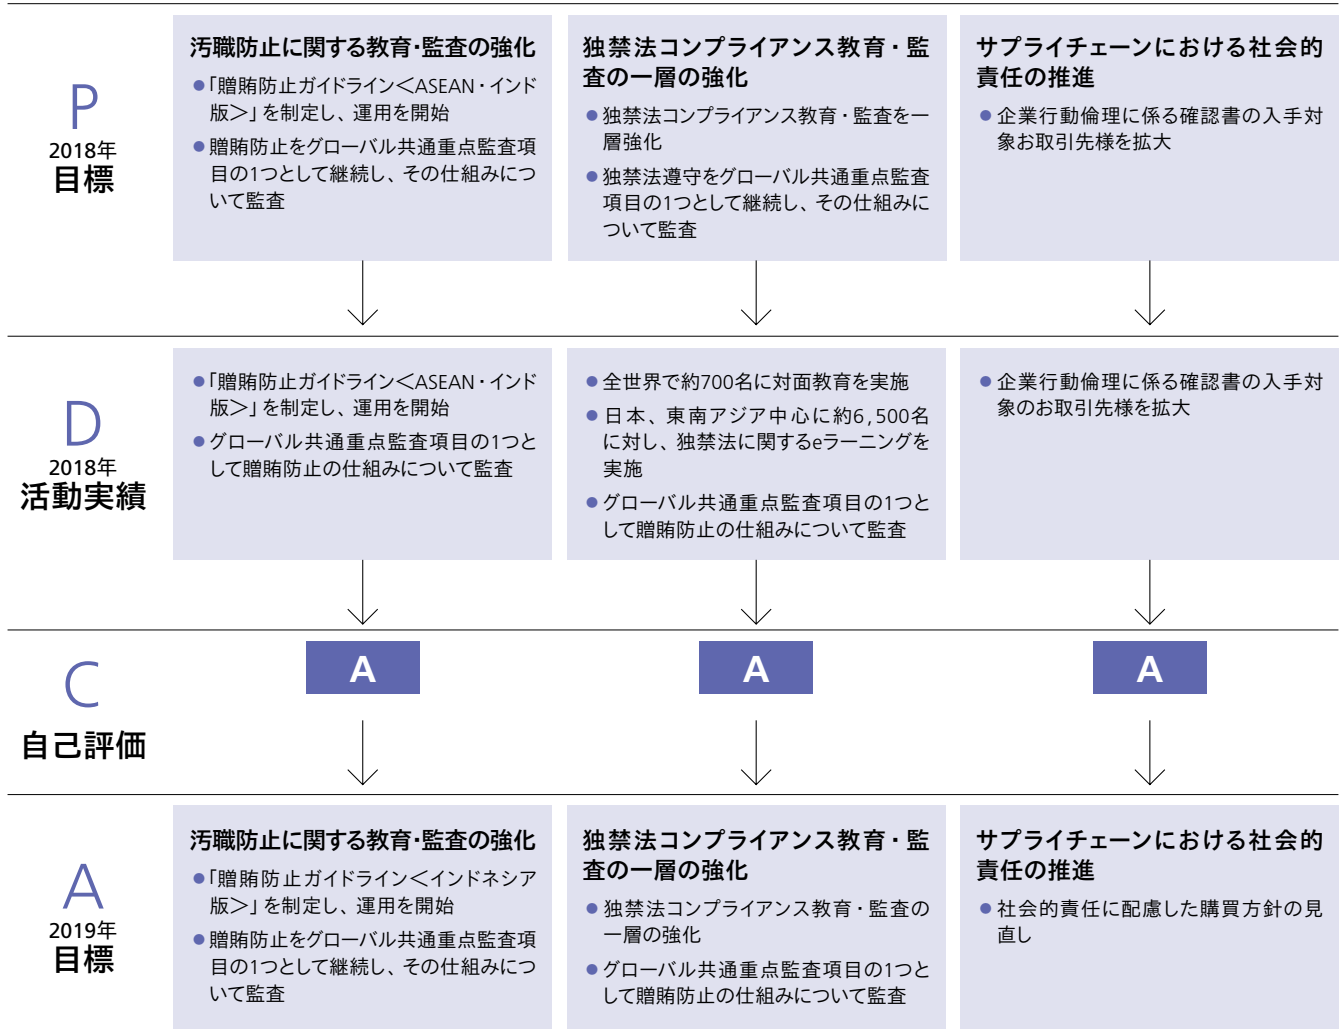 P
2018年
目標
汚職防止に関する教育・監査の強化
●「贈賄防止ガイドライン＜ASEAN・インド
版＞」を制定し、運用を開始
● 贈賄防止をグローバル共通重点監査項
目の1つとして継続し、その仕組みにつ
いて監査
独禁法コンプライアンス教育・監
査の一層の強化
● 独禁法コンプライアンス教育・監査を一
層強化
● 独禁法遵守をグローバル共通重点監査
項目の1つとして継続し、その仕組みに
ついて監査
サプライチェーンにおける社会的
責任の推進
● 企業行動倫理に係る確認書の入手対
象お取引先様を拡大
D
2018年
活動実績
●「贈賄防止ガイドライン＜ASEAN・インド
版＞」を制定し、運用を開始
● グローバル共通重点監査項目の1つと
して贈賄防止の仕組みについて監査
● 全世界で約700名に対面教育を実施
● 日本、東南アジア中心に約6,500名
に対し、独禁法に関するeラーニングを
実施
● グローバル共通重点監査項目の1つと
して贈賄防止の仕組みについて監査
● 企業行動倫理に係る確認書の入手対
象のお取引先様を拡大
C
自己評価
A
A
A
A
2019年
目標
汚職防止に関する教育・監査の強化
●「贈賄防止ガイドライン＜インドネシア
版＞」を制定し、運用を開始
● 贈賄防止をグローバル共通重点監査項
目の1つとして継続し、その仕組みにつ
いて監査
独禁法コンプライアンス教育・監
査の一層の強化
● 独禁法コンプライアンス教育・監査の
一層の強化
● グローバル共通重点監査項目の1つと
して贈賄防止の仕組みについて監査
サプライチェーンにおける社会的
責任の推進
● 社会的責任に配慮した購買方針の見
直し